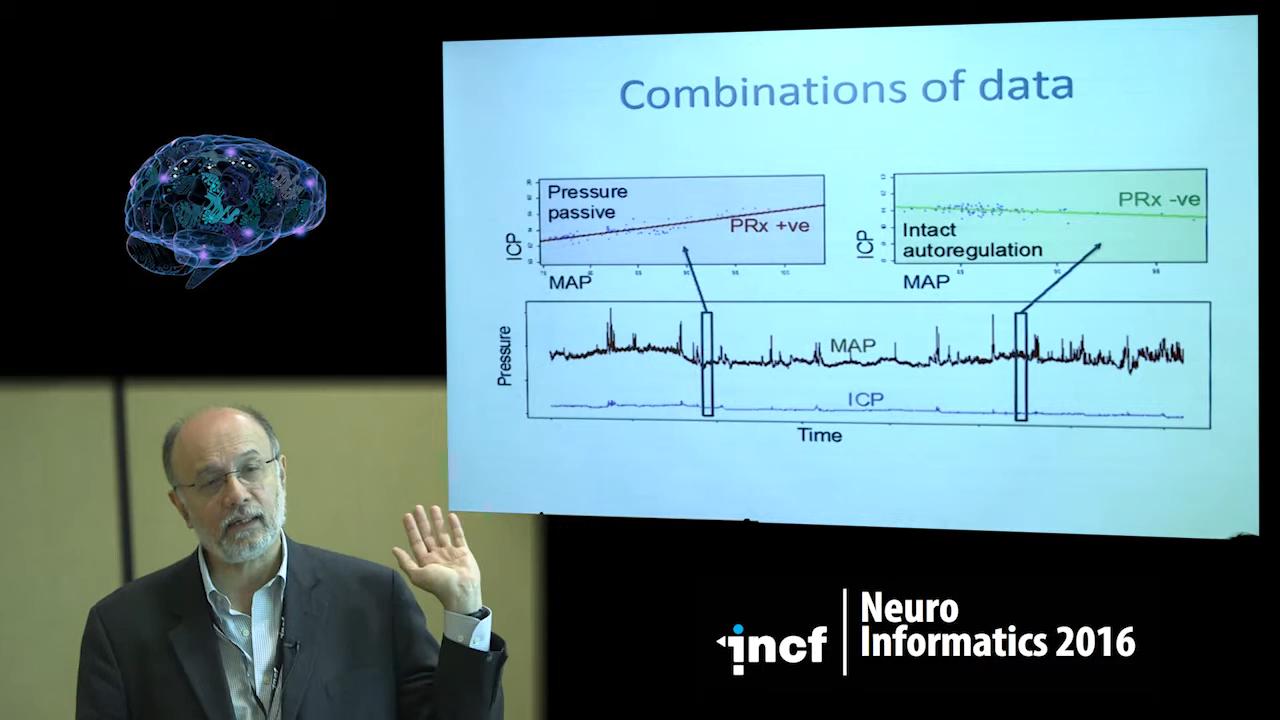 Combinations of data
Pressure
passive
PRx +ve
ICP
MAP
PRx -ve
Intact
autoregulation
ICP
MAP
Pressure
MAP
ICP
Time
incf
Neuro
Informatics 2016